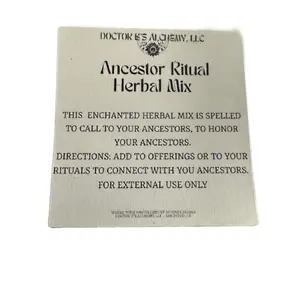 DOCTOR E'S ALCHEMY, LLC
Ancestor Ritual
Herbal Mix
THIS ENCHANTED HERBAL MIX IS SPELLED
TO CALL TO YOUR ANCESTORS, TO HONOR
YOUR ANCESTORS.
DIRECTIONS: ADD TO OFFERINGS OR TO YOUR
RITUALS TO CONNECT WITH YOU ANCESTORS.
FOR EXTERNAL USE ONLY